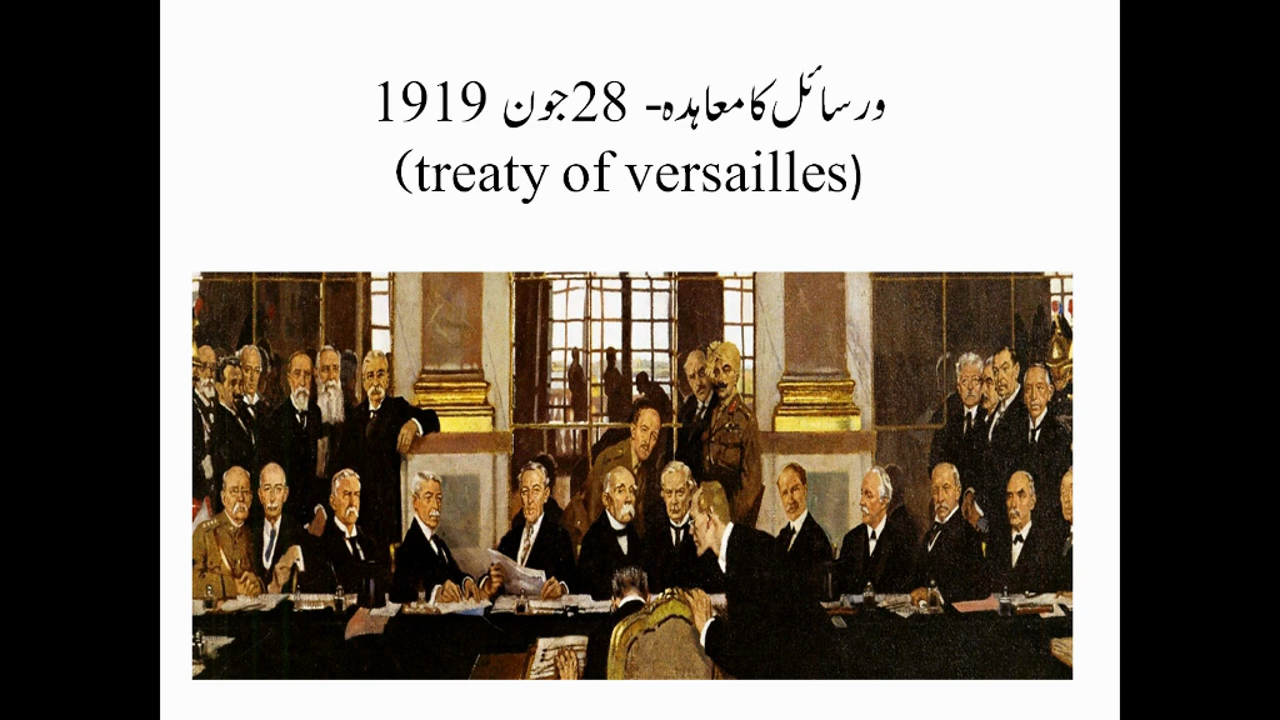 ورسائل کا معاہدہ- 28جون 1919
(treaty of versailles)